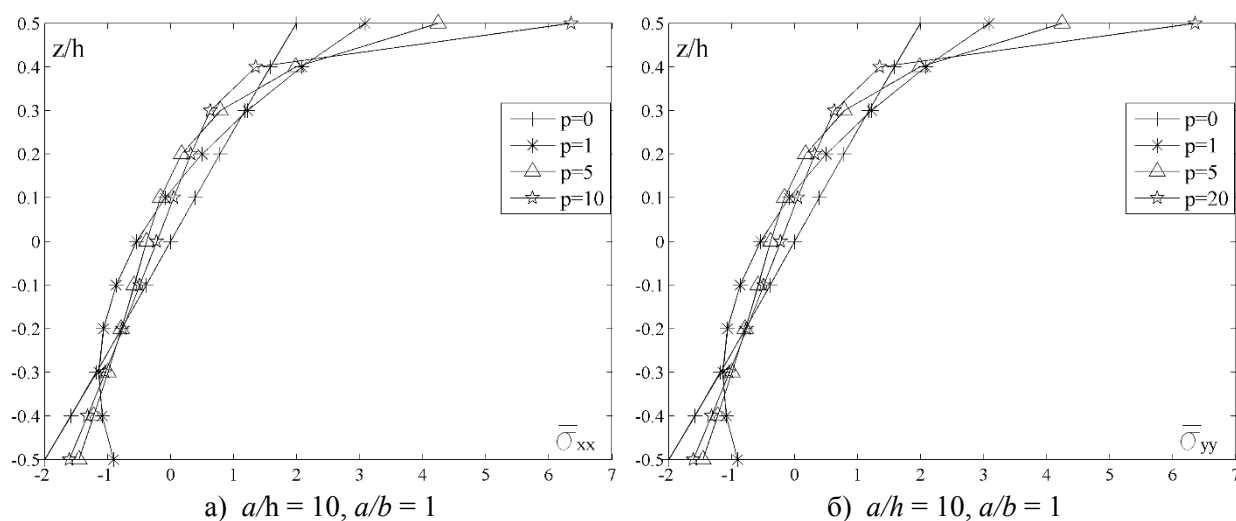 0.5
z/h
0.4
0.3
0.2
0.1
0
-0.1
-0.2
-0.3
-0.4
-0.5
-2 -1 0 1 2 3 4 5 6 7
p=0
p=1
p=5
p=10
σ̅xx
а) a/h = 10, a/b = 1
0.5
z/h
0.4
0.3
0.2
0.1
0
-0.1
-0.2
-0.3
-0.4
-0.5
-2 -1 0 1 2 3 4 5 6 7
p=0
p=1
p=5
p=20
σ̅yy
б) a/h = 10, a/b = 1